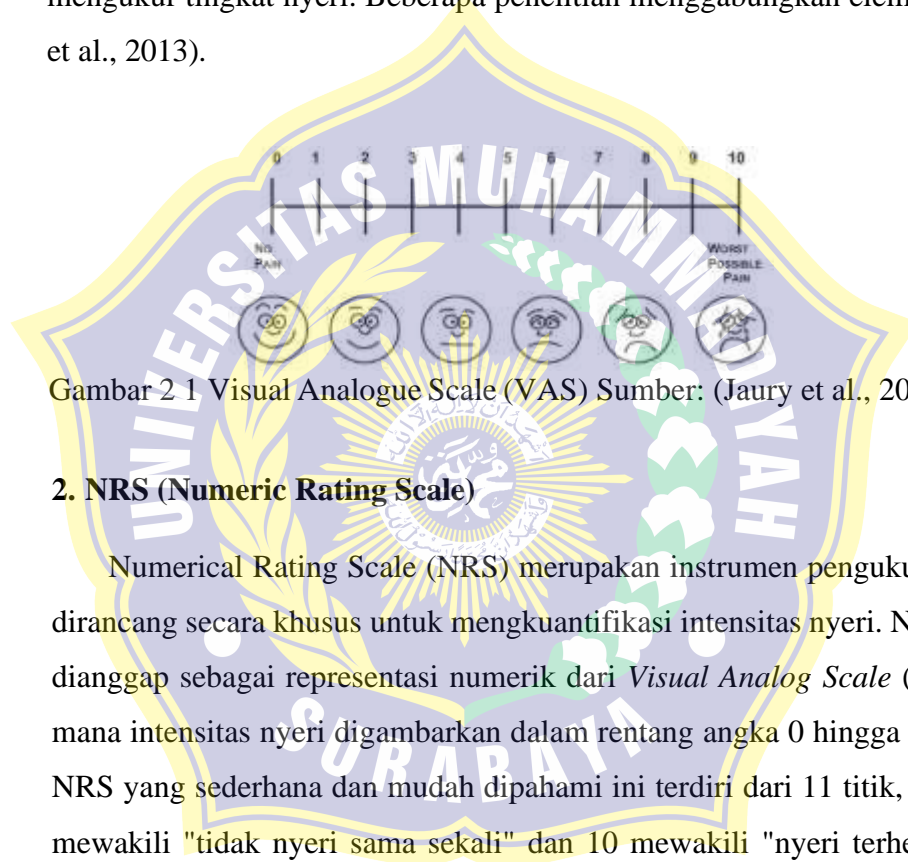 mengukur tingkat nyeri. Beberapa penelitian menggabungkan elem
et al., 2013).
0 1 2 3 4 5 6 7 8 9 10
NO
PAIN
WORST
POSSIBLE
PAIN
Gambar 2 1 Visual Analogue Scale (VAS) Sumber: (Jaury et al., 20
2. NRS (Numeric Rating Scale)
Numerical Rating Scale (NRS) merupakan instrumen penguku
dirancang secara khusus untuk mengkuantifikasi intensitas nyeri. N
dianggap sebagai representasi numerik dari Visual Analog Scale (
mana intensitas nyeri digambarkan dalam rentang angka 0 hingga
NRS yang sederhana dan mudah dipahami ini terdiri dari 11 titik,
mewakili "tidak nyeri sama sekali" dan 10 mewakili "nyeri terhe
UNIVERSITAS MUHAMMADIYAH
SURABAYA